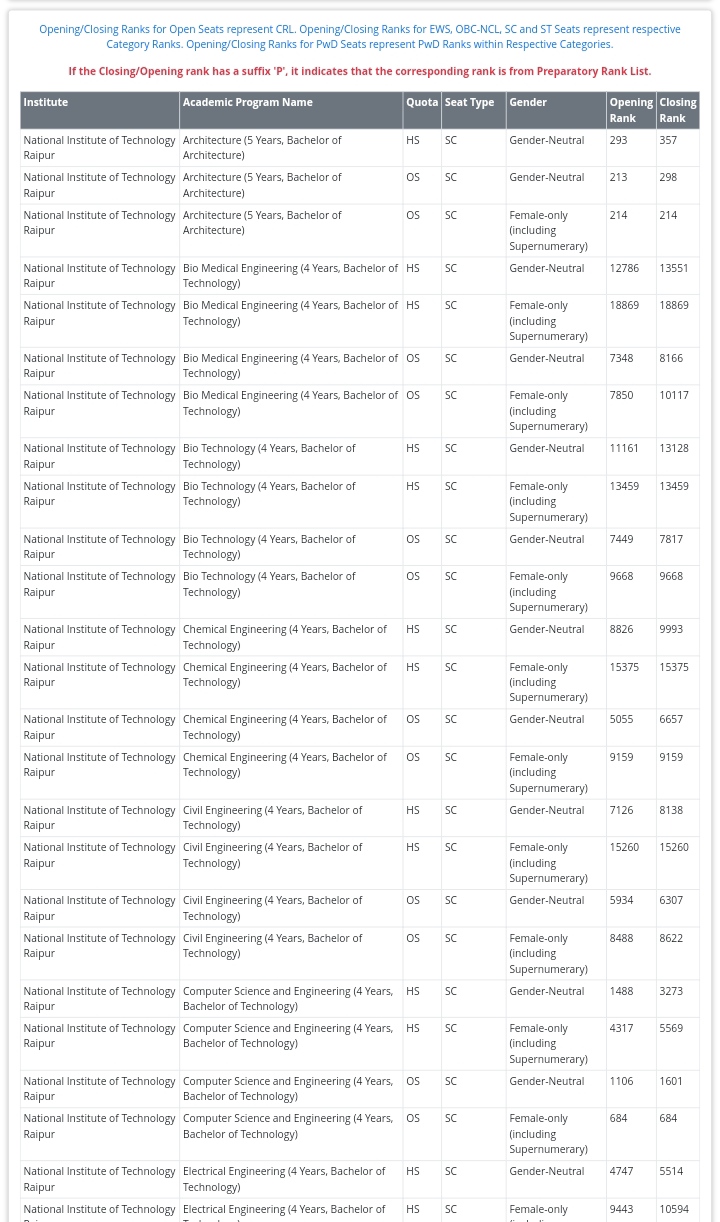 Opening/Closing Ranks for Open Seats represent CRL. Opening/Closing Ranks for EWS, OBC-NCL, SC and ST Seats represent respective
Category Ranks. Opening/Closing Ranks for PwD Seats represent PwD Ranks within Respective Categories.
If the Closing/Opening rank has a suffix 'P', it indicates that the corresponding rank is from Preparatory Rank List.
Institute Academic Program Name Quota Seat Type Gender Opening Closing
Rank Rank
National Institute of Technology Architecture (5 Years, Bachelor of HS SC Gender-Neutral 293 357
Raipur Architecture)
National Institute of Technology Architecture (5 Years, Bachelor of OS SC Gender-Neutral 213 298
Raipur Architecture)
National Institute of Technology Architecture (5 Years, Bachelor of OS SC Female-only 214 214
Raipur Architecture) (including
Supernumerary)
National Institute of Technology Bio Medical Engineering (4 Years, Bachelor of HS SC Gender-Neutral 12786 13551
Raipur Technology)
National Institute of Technology Bio Medical Engineering (4 Years, Bachelor of HS SC Female-only 18869 18869
Raipur Technology) (including
Supernumerary)
National Institute of Technology Bio Medical Engineering (4 Years, Bachelor of OS SC Gender-Neutral 7348 8166
Raipur Technology)
National Institute of Technology Bio Medical Engineering (4 Years, Bachelor of OS SC Female-only 7850 10117
Raipur Technology) (including
Supernumerary)
National Institute of Technology Bio Technology (4 Years, Bachelor of HS SC Gender-Neutral 11161 13128
Raipur Technology)
National Institute of Technology Bio Technology (4 Years, Bachelor of HS SC Female-only 13459 13459
Raipur Technology) (including
Supernumerary)
National Institute of Technology Bio Technology (4 Years, Bachelor of OS SC Gender-Neutral 7449 7817
Raipur Technology)
National Institute of Technology Bio Technology (4 Years, Bachelor of OS SC Female-only 9668 9668
Raipur Technology) (including
Supernumerary)
National Institute of Technology Chemical Engineering (4 Years, Bachelor of HS SC Gender-Neutral 8826 9993
Raipur Technology)
National Institute of Technology Chemical Engineering (4 Years, Bachelor of HS SC Female-only 15375 15375
Raipur Technology) (including
Supernumerary)
National Institute of Technology Chemical Engineering (4 Years, Bachelor of OS SC Gender-Neutral 5055 6657
Raipur Technology)
National Institute of Technology Chemical Engineering (4 Years, Bachelor of OS SC Female-only 9159 9159
Raipur Technology) (including
Supernumerary)
National Institute of Technology Civil Engineering (4 Years, Bachelor of HS SC Gender-Neutral 7126 8138
Raipur Technology)
National Institute of Technology Civil Engineering (4 Years, Bachelor of HS SC Female-only 15260 15260
Raipur Technology) (including
Supernumerary)
National Institute of Technology Civil Engineering (4 Years, Bachelor of OS SC Gender-Neutral 5934 6307
Raipur Technology)
National Institute of Technology Civil Engineering (4 Years, Bachelor of OS SC Female-only 8488 8622
Raipur Technology) (including
Supernumerary)
National Institute of Technology Computer Science and Engineering (4 Years, HS SC Gender-Neutral 1488 3273
Raipur Bachelor of Technology)
National Institute of Technology Computer Science and Engineering (4 Years, HS SC Female-only 4317 5569
Raipur Bachelor of Technology) (including
Supernumerary)
National Institute of Technology Computer Science and Engineering (4 Years, OS SC Gender-Neutral 1106 1601
Raipur Bachelor of Technology)
National Institute of Technology Computer Science and Engineering (4 Years, OS SC Female-only 684 684
Raipur Bachelor of Technology) (including
Supernumerary)
National Institute of Technology Electrical Engineering (4 Years, Bachelor of HS SC Gender-Neutral 4747 5514
Raipur Technology)
National Institute of Technology Electrical Engineering (4 Years, Bachelor of HS SC Female-only 9443 10594